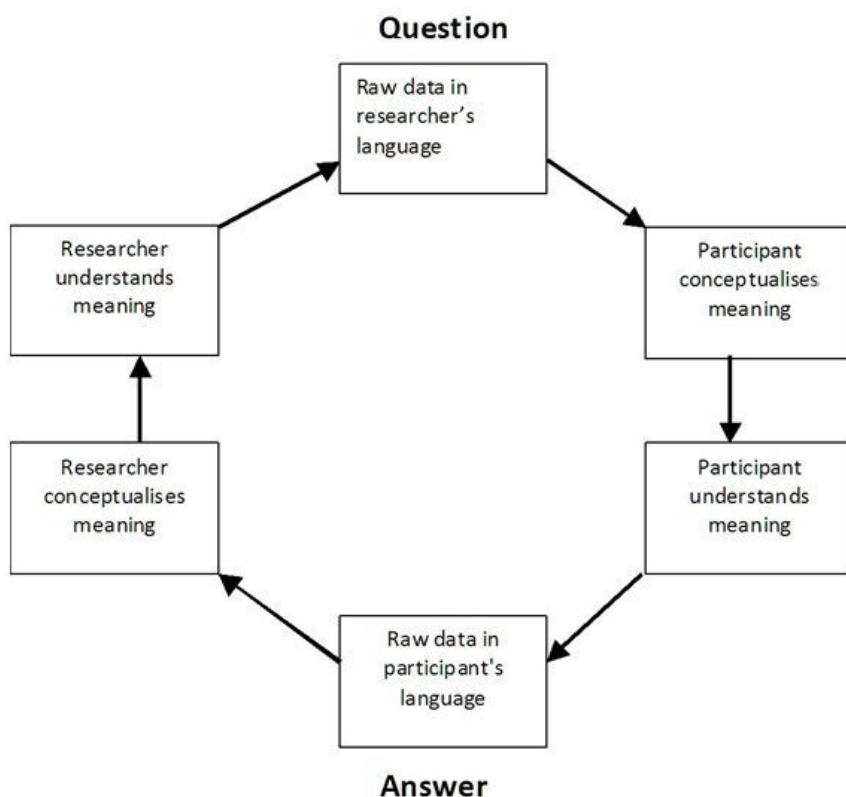 Question
Raw data in
researcher’s
language
Researcher
understands
meaning
Participant
conceptualises
meaning
Researcher
conceptualises
meaning
Participant
understands
meaning
Raw data in
participant's
language
Answer